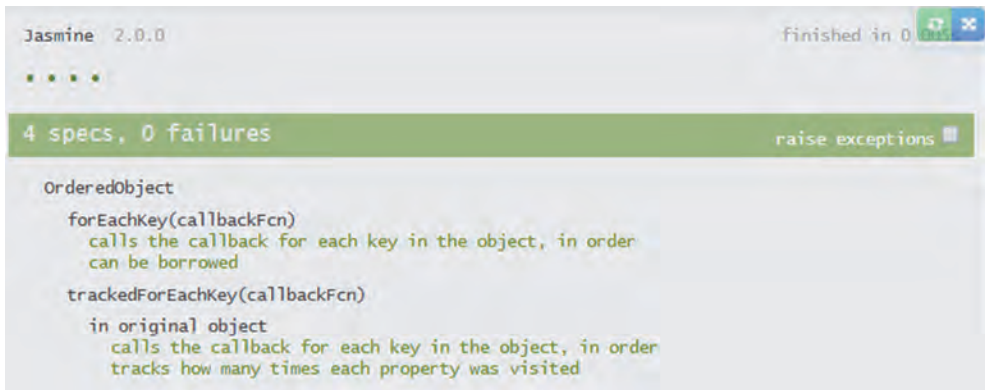 Jasmine 2.0.0 finished in 0
• • • •
4 specs, 0 failures raise exceptions
OrderedObject
forEachKey(callbackFcn)
calls the callback for each key in the object, in order
can be borrowed
trackedForEachKey(callbackFcn)
in original object
calls the callback for each key in the object, in order
tracks how many times each property was visited